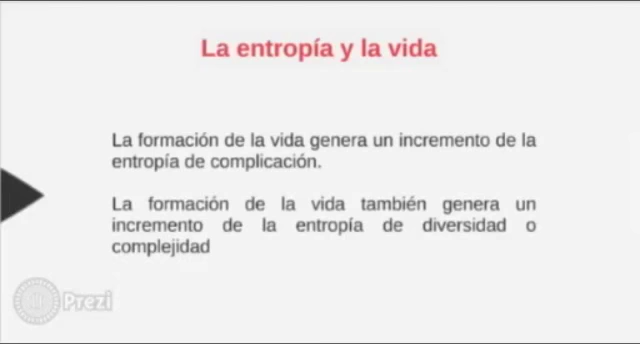 La entropía y la vida
La formación de la vida genera un incremento de la
entropía de complicación.
La formación de la vida también genera un
incremento de la entropía de diversidad o
complejidad
Prezi